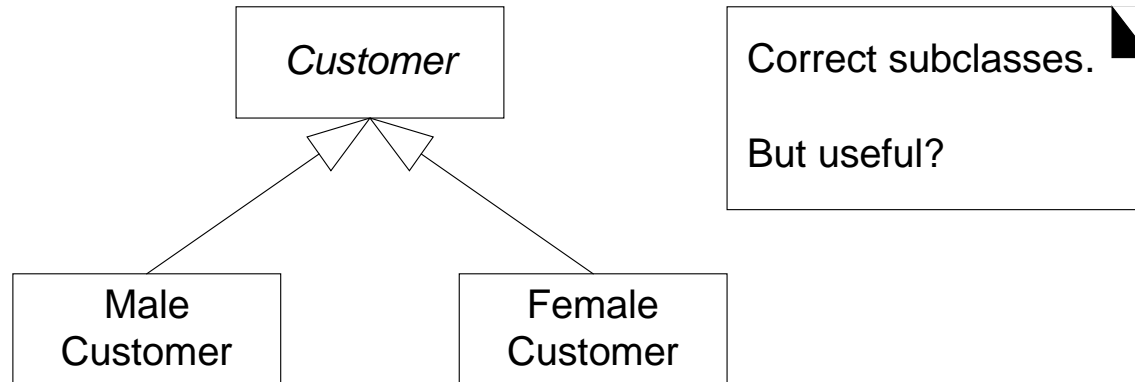 Customer
Correct subclasses.
But useful?
Male
Customer
Female
Customer